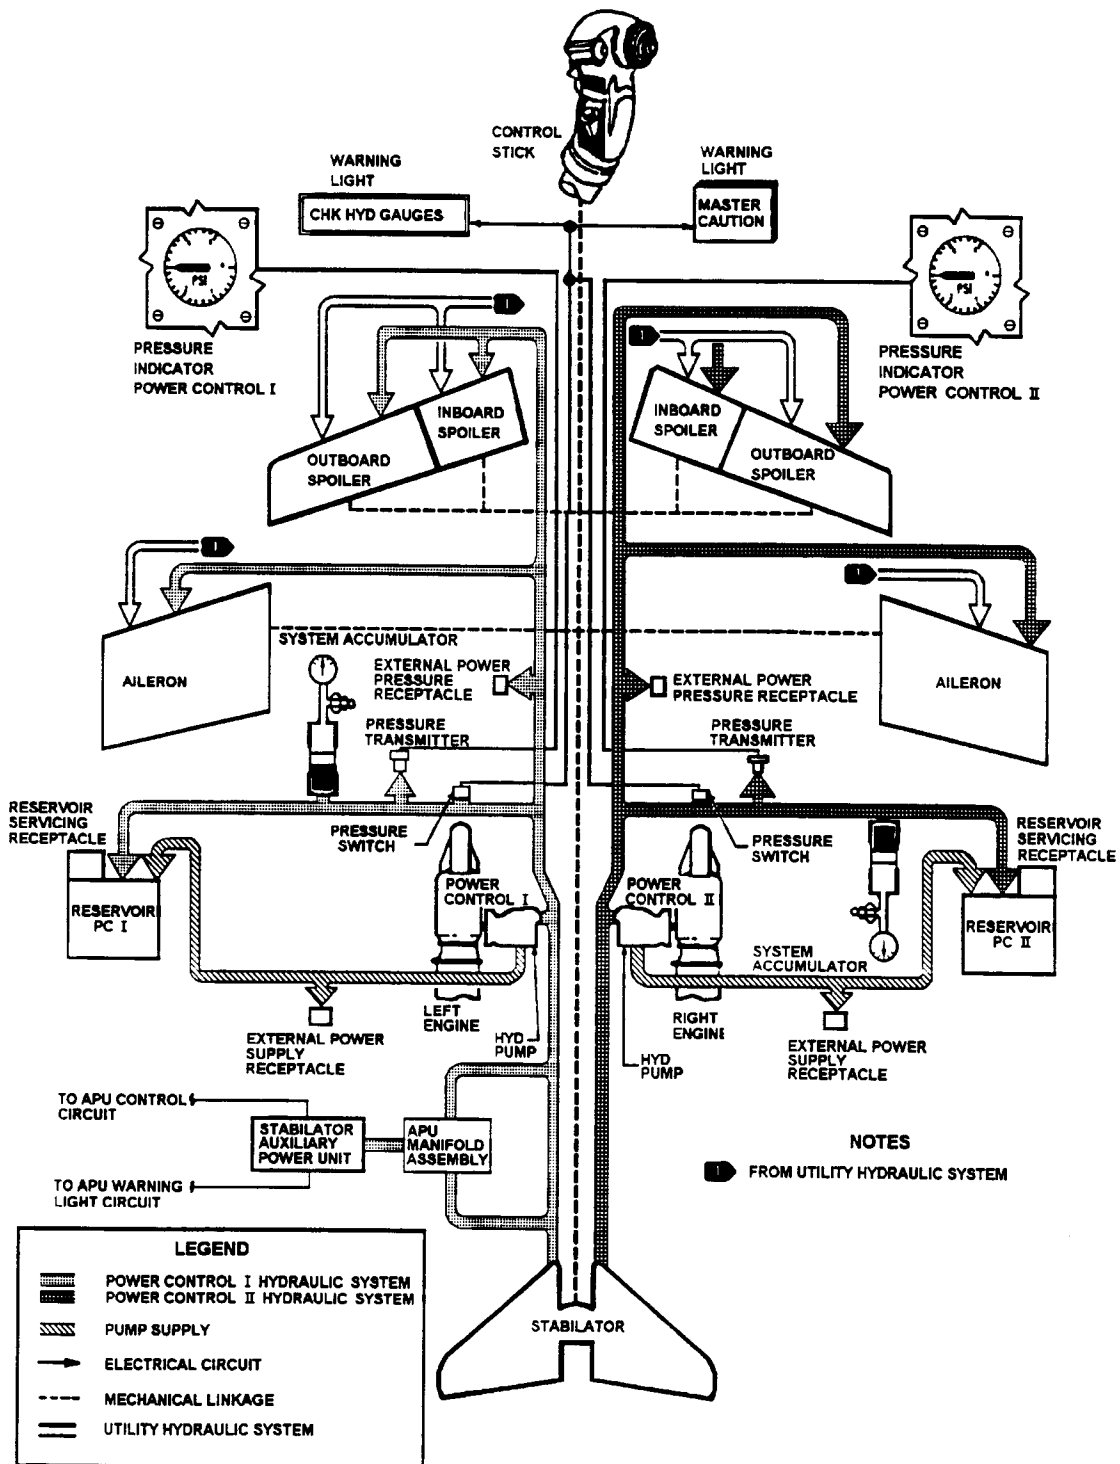 CONTROL
STICK
WARNING
LIGHT
CHK HYD GAUGES
WARNING
LIGHT
MASTER
CAUTION
PSI
PRESSURE
INDICATOR
POWER CONTROL I
PSI
PRESSURE
INDICATOR
POWER CONTROL II
1
1
INBOARD
SPOILER
OUTBOARD
SPOILER
INBOARD
SPOILER
OUTBOARD
SPOILER
1
1
AILERON
SYSTEM ACCUMULATOR
EXTERNAL POWER
PRESSURE
RECEPTACLE
EXTERNAL POWER
PRESSURE RECEPTACLE
AILERON
PRESSURE
TRANSMITTER
PRESSURE
TRANSMITTER
RESERVOIR
SERVICING
RECEPTACLE
PRESSURE
SWITCH
PRESSURE
SWITCH
RESERVOIR
SERVICING
RECEPTACLE
RESERVOIR
PC I
POWER
CONTROL I
POWER
CONTROL II
RESERVOIR
PC II
SYSTEM
ACCUMULATOR
LEFT
ENGINE
RIGHT
ENGINE
EXTERNAL POWER
SUPPLY
RECEPTACLE
HYD
PUMP
HYD
PUMP
EXTERNAL POWER
SUPPLY
RECEPTACLE
TO APU CONTROL
CIRCUIT
STABILATOR
AUXILIARY
POWER UNIT
APU
MANIFOLD
ASSEMBLY
TO APU WARNING
LIGHT CIRCUIT
NOTES
1 FROM UTILITY HYDRAULIC SYSTEM
LEGEND
POWER CONTROL I HYDRAULIC SYSTEM
POWER CONTROL II HYDRAULIC SYSTEM
PUMP SUPPLY
ELECTRICAL CIRCUIT
MECHANICAL LINKAGE
UTILITY HYDRAULIC SYSTEM
STABILATOR